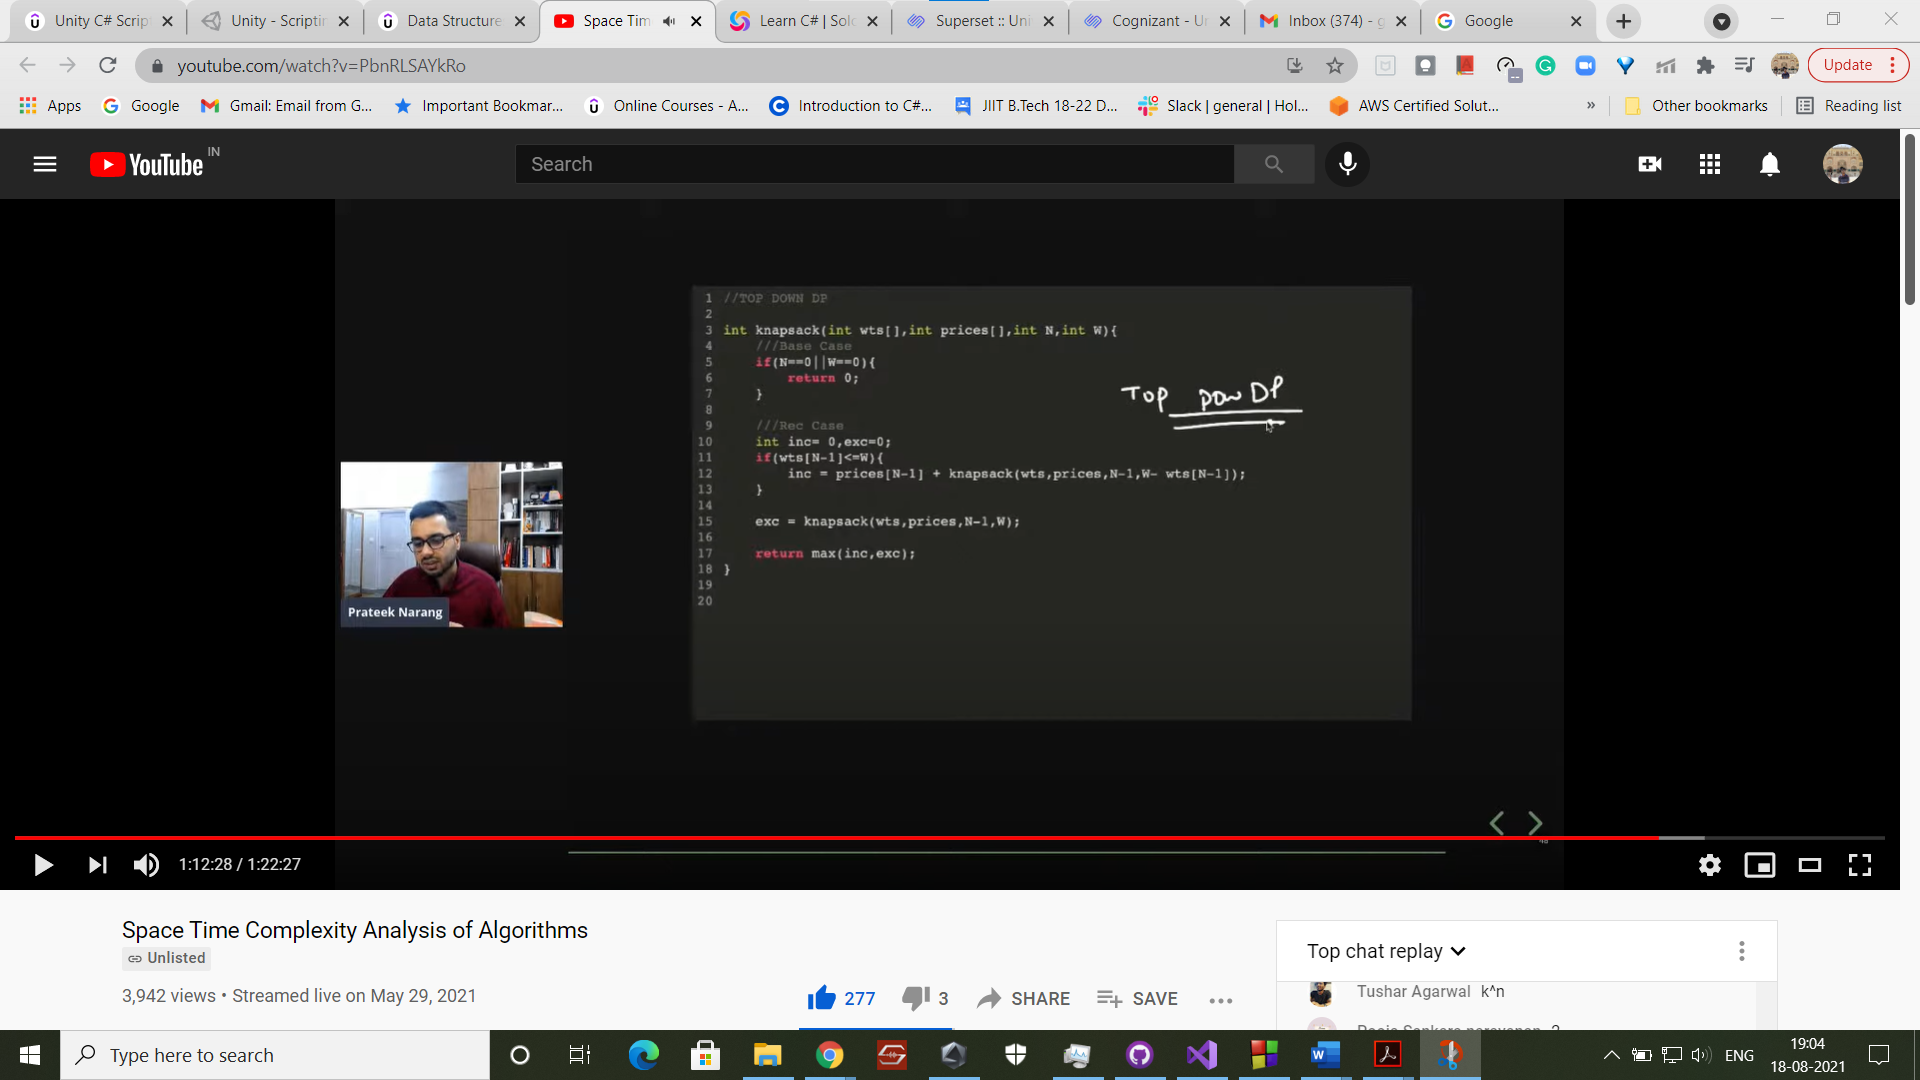 Unity C# Scrip
Unity - Scriptin
Data Structure
Space Tim
Learn C# | Solo
Superset :: Uni
Cognizant - Ur
Inbox (374) - g
Google
youtube.com/watch?v=PbnRLSAYkRo
Update
Apps
Google
Gmail: Email from G...
Important Bookmar...
Online Courses - A...
Introduction to C#...
JIIT B.Tech 18-22 D...
Slack | general | Hol...
AWS Certified Solut...
»
Other bookmarks
Reading list
YouTube IN
Search
1 //TOP DOWN DP
2
3 int knapsack(int wts[],int prices[],int N,int W){
4 ///Base Case
5 if(N==0||W==0){
6 return 0;
7 }
8
9 ///Rec Case
10 int inc= 0,exc=0;
11 if(wts[N-1]<=W){
12 inc = prices[N-1] + knapsack(wts,prices,N-1,W- wts[N-1]);
13 }
14
15 exc = knapsack(wts,prices,N-1,W);
16
17 return max(inc,exc);
18 }
19
20
Top Down DP
Prateek Narang
1:12:28 / 1:22:27
Space Time Complexity Analysis of Algorithms
Unlisted
3,942 views • Streamed live on May 29, 2021
277
3
SHARE
SAVE
Top chat replay
Tushar Agarwal k^n
Type here to search
ENG
19:04
18-08-2021